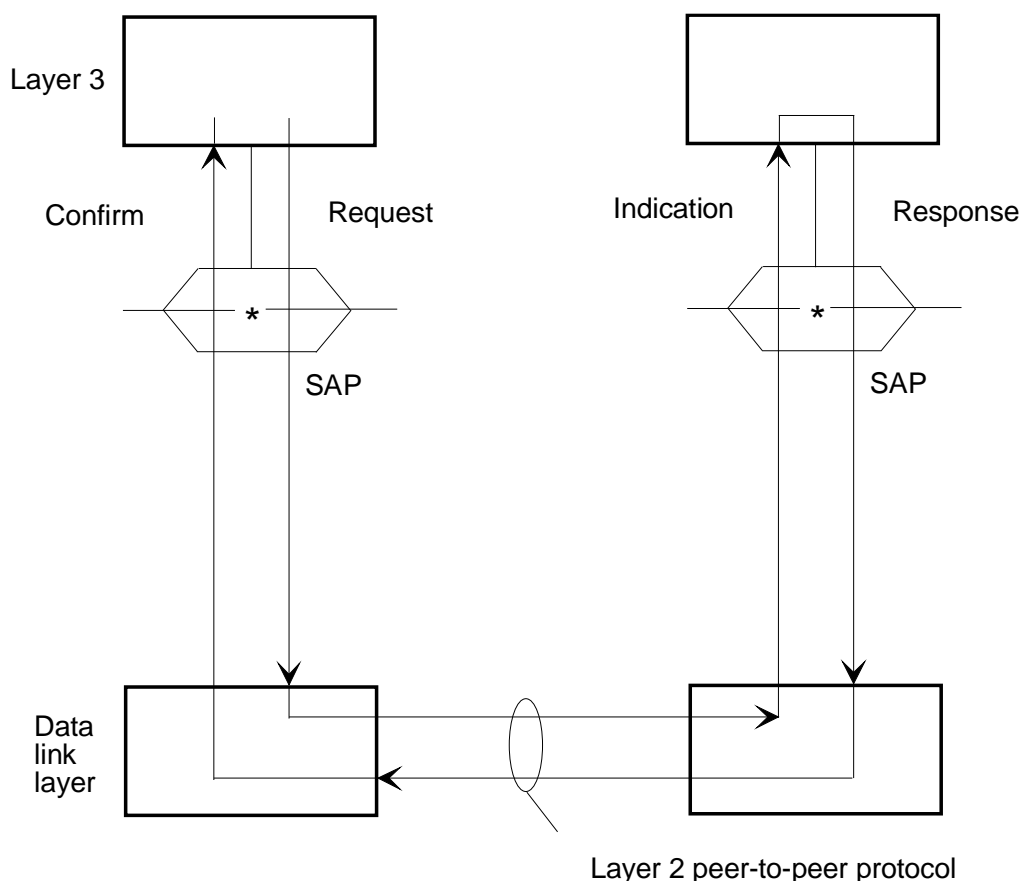 Layer 3
Confirm
Request
Indication
Response
*
*
SAP
SAP
Data
link
layer
Layer 2 peer-to-peer protocol